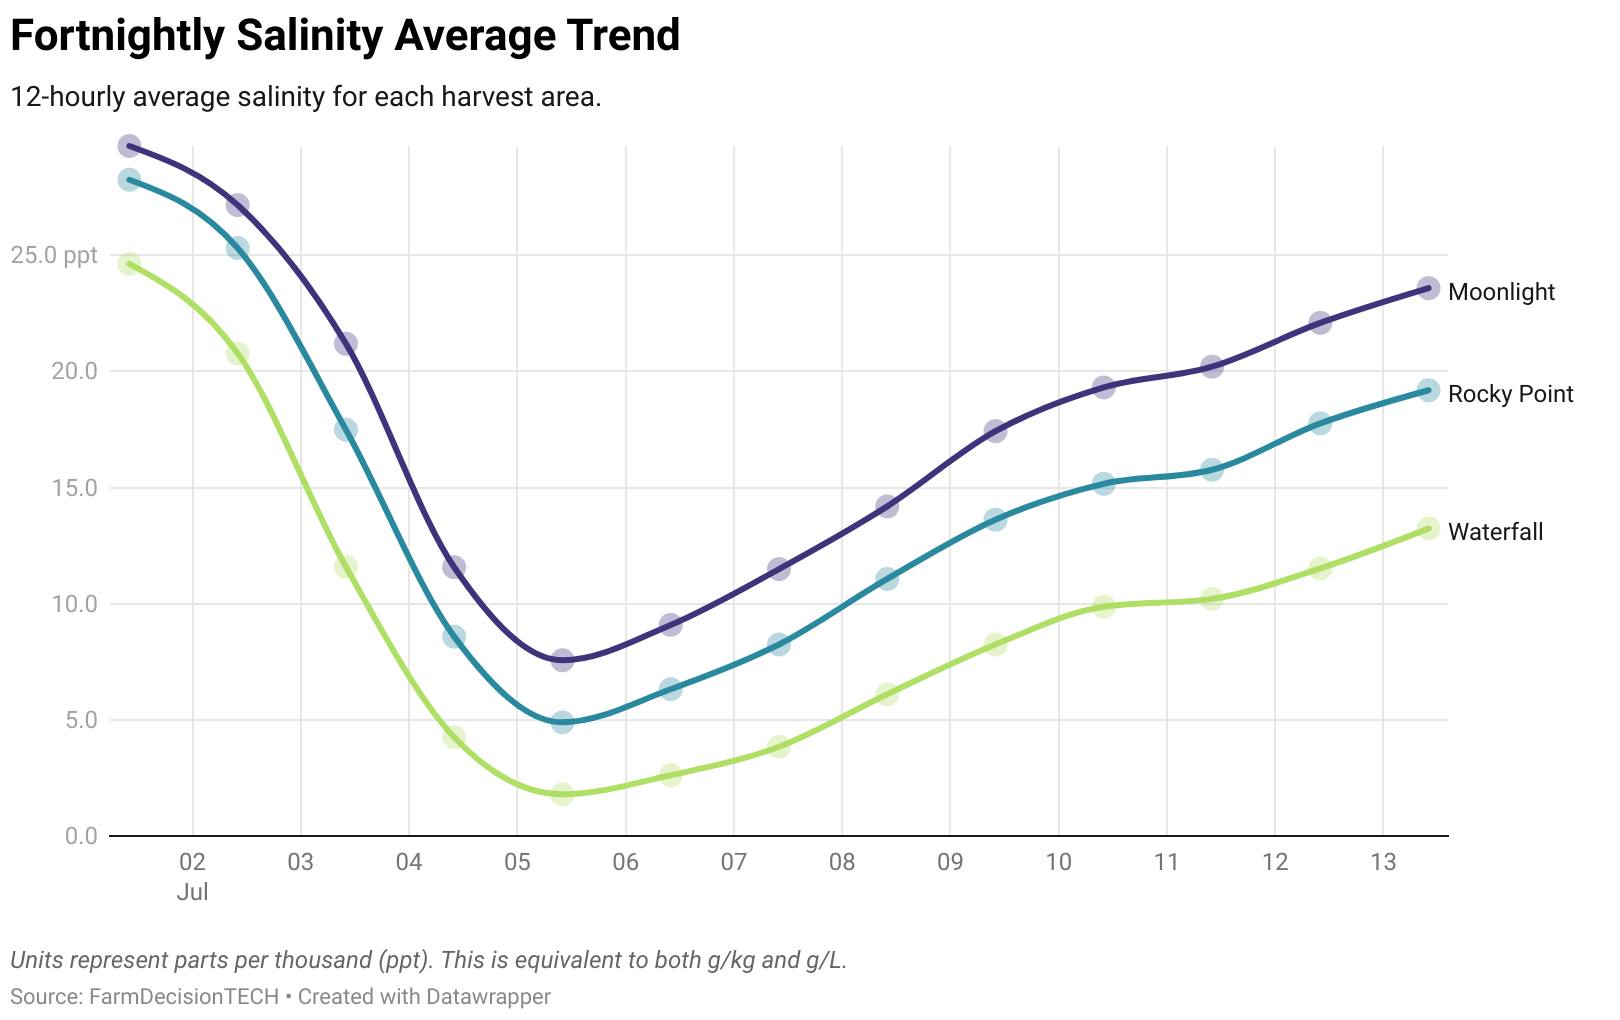 Fortnightly Salinity Average Trend
12-hourly average salinity for each harvest area.
25.0 ppt
20.0
15.0
10.0
5.0
0.0
Moonlight
Rocky Point
Waterfall
02 03 04 05 06 07 08 09 10 11 12 13
Jul
Units represent parts per thousand (ppt). This is equivalent to both g/kg and g/L.
Source: FarmDecisionTECH • Created with Datawrapper